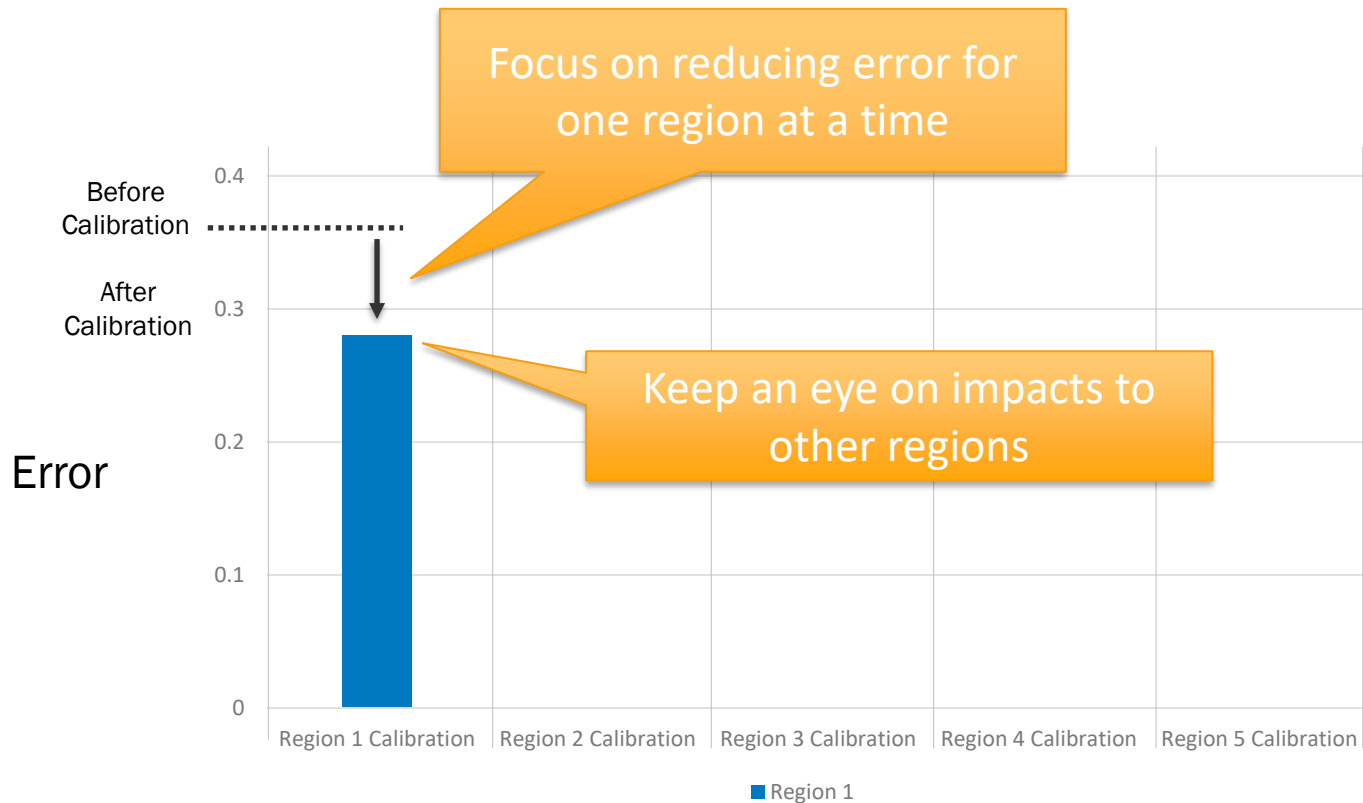 Focus on reducing error for
one region at a time
Before
Calibration
After
Calibration
Keep an eye on impacts to
other regions
Error
0.4
0.3
0.2
0.1
0
Region 1 Calibration
Region 2 Calibration
Region 3 Calibration
Region 4 Calibration
Region 5 Calibration
Region 1